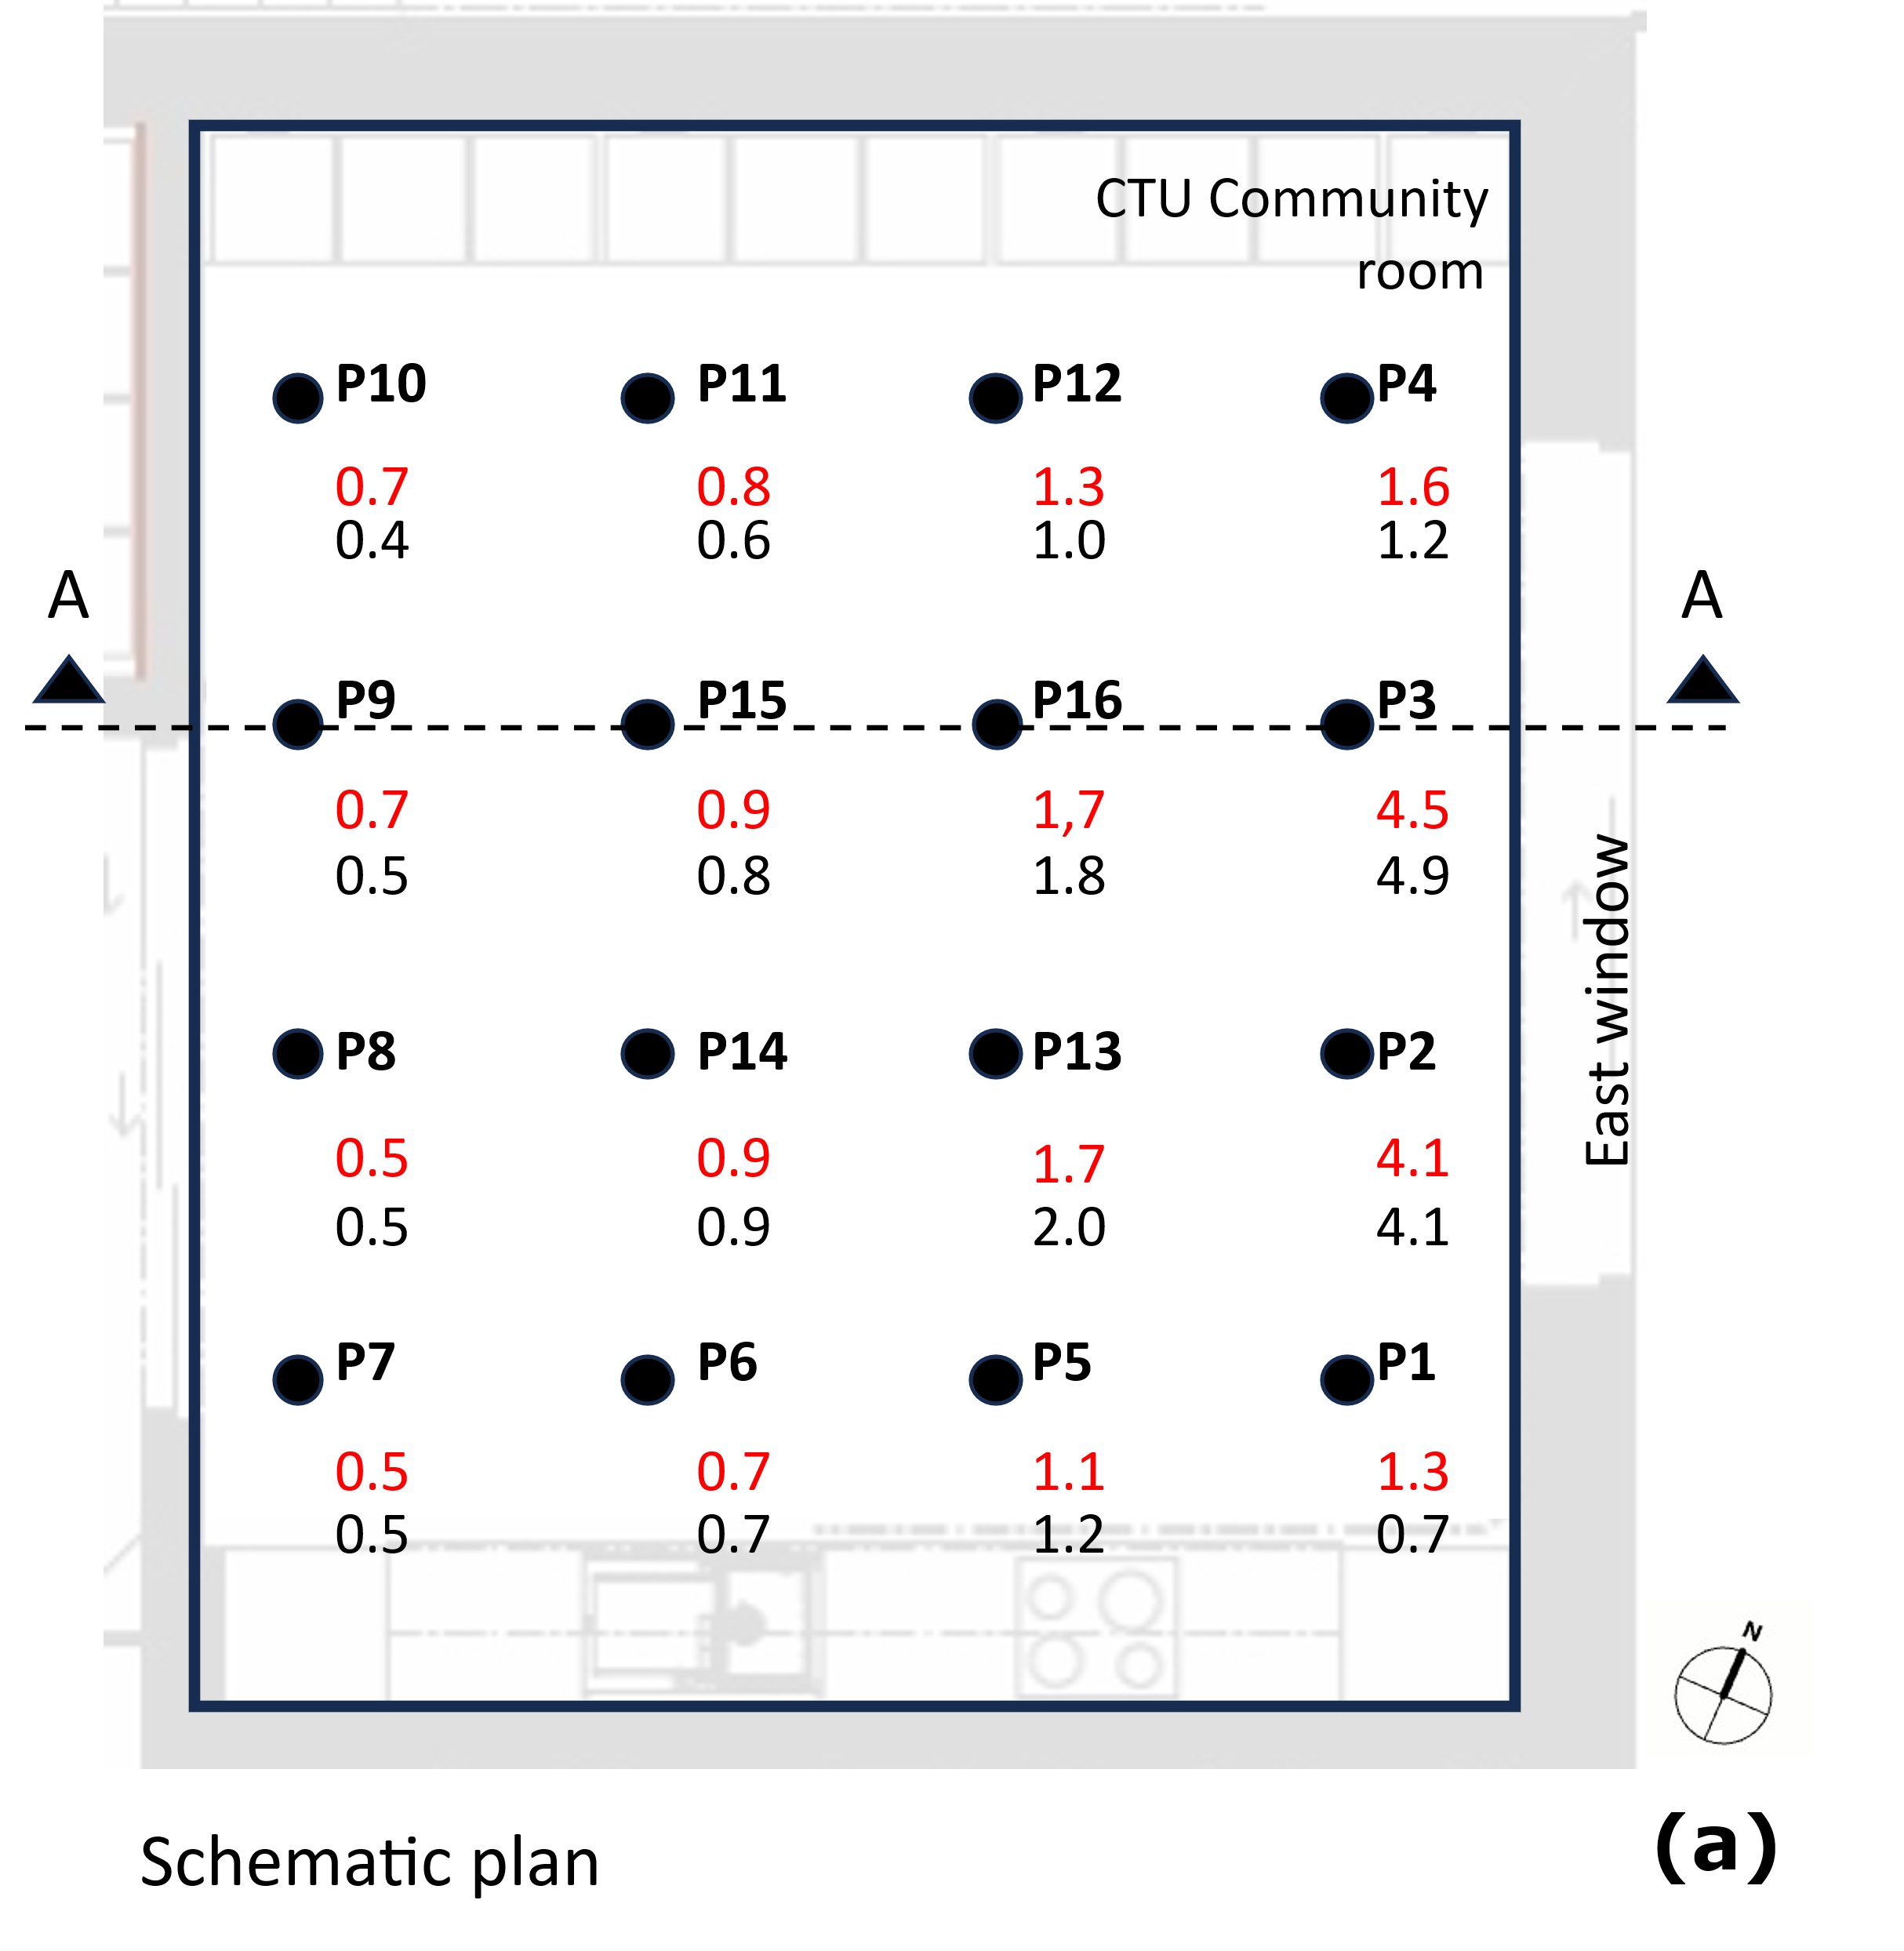 CTU Community
room
P10 P11 P12 P4
0.7 0.8 1.3 1.6
0.4 0.6 1.0 1.2
A A
P9 P15 P16 P3
0.7 0.9 1,7 4.5
0.5 0.8 1.8 4.9
East window
P8 P14 P13 P2
0.5 0.9 1.7 4.1
0.5 0.9 2.0 4.1
P7 P6 P5 P1
0.5 0.7 1.1 1.3
0.5 0.7 1.2 0.7
N
Schematic plan (a)